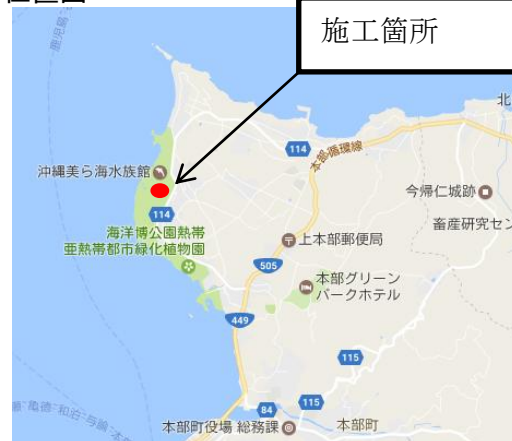 施工箇所
鹿児島
北
114
本部循環線
沖縄美ら海水族館
今帰仁城跡
114
畜産研究セン
海洋博公園熱帯
亜熱帯都市緑化植物園
上本部郵便局
505
本部グリーン
パークホテル
449
115
115
84
本部町役場 総務課
本部町